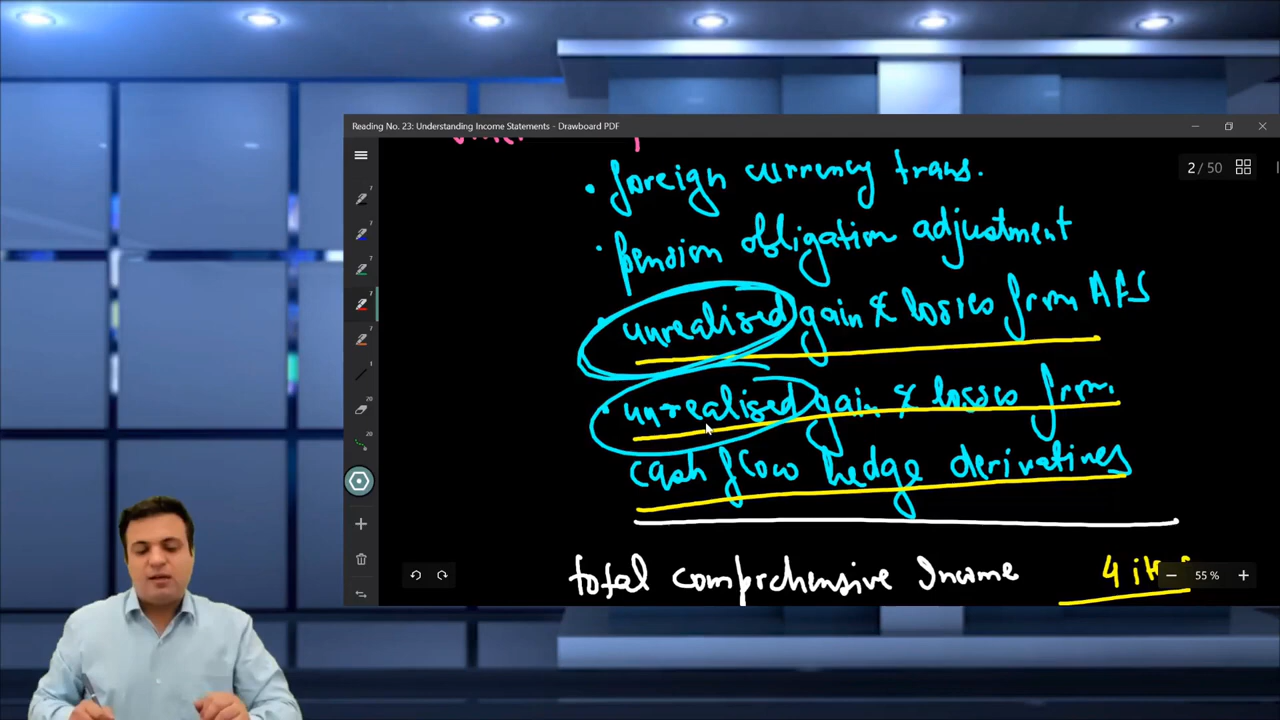 Reading No. 23: Understanding Income Statements - Drawboard PDF
2 / 50
• foreign currency trans.
• pension obligation adjustment
• unrealised gain & losses from AFS
• unrealised gain & losses from
cash flow hedge derivatives
total comprehensive Income
4
55 %